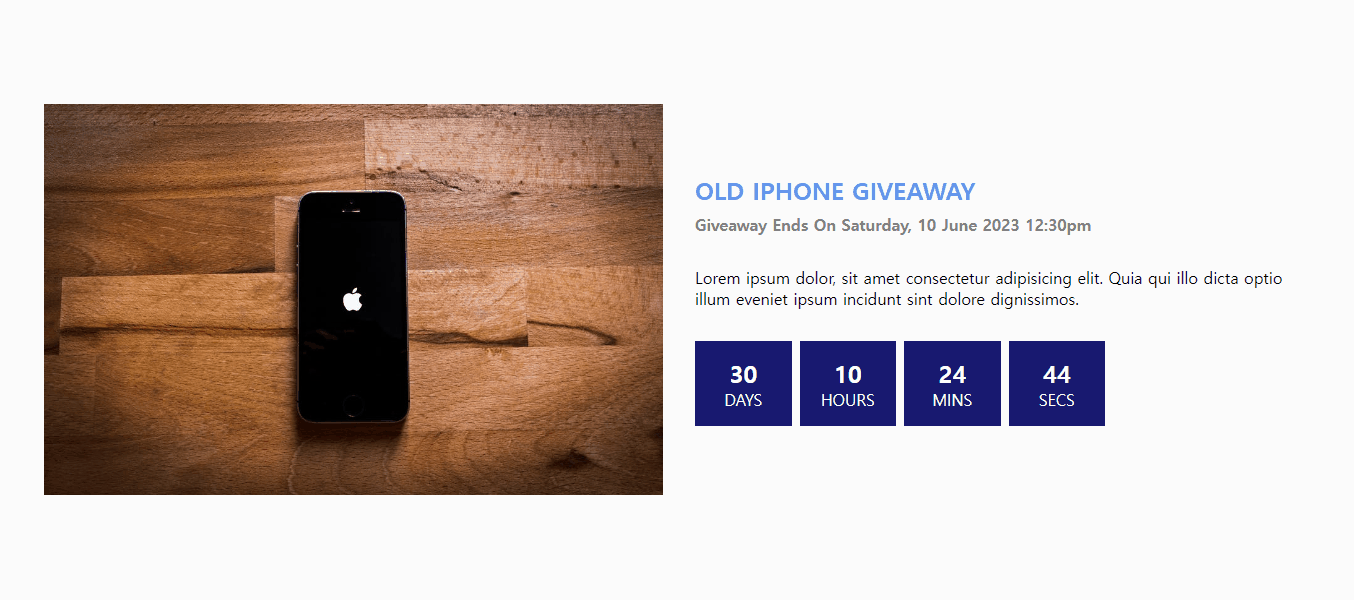 OLD IPHONE GIVEAWAY
Giveaway Ends On Saturday, 10 June 2023 12:30pm
Lorem ipsum dolor, sit amet consectetur adipisicing elit. Quia qui illo dicta optio
illum eveniet ipsum incidunt sint dolore dignissimos.
30 10 24 44
DAYS HOURS MINS SECS